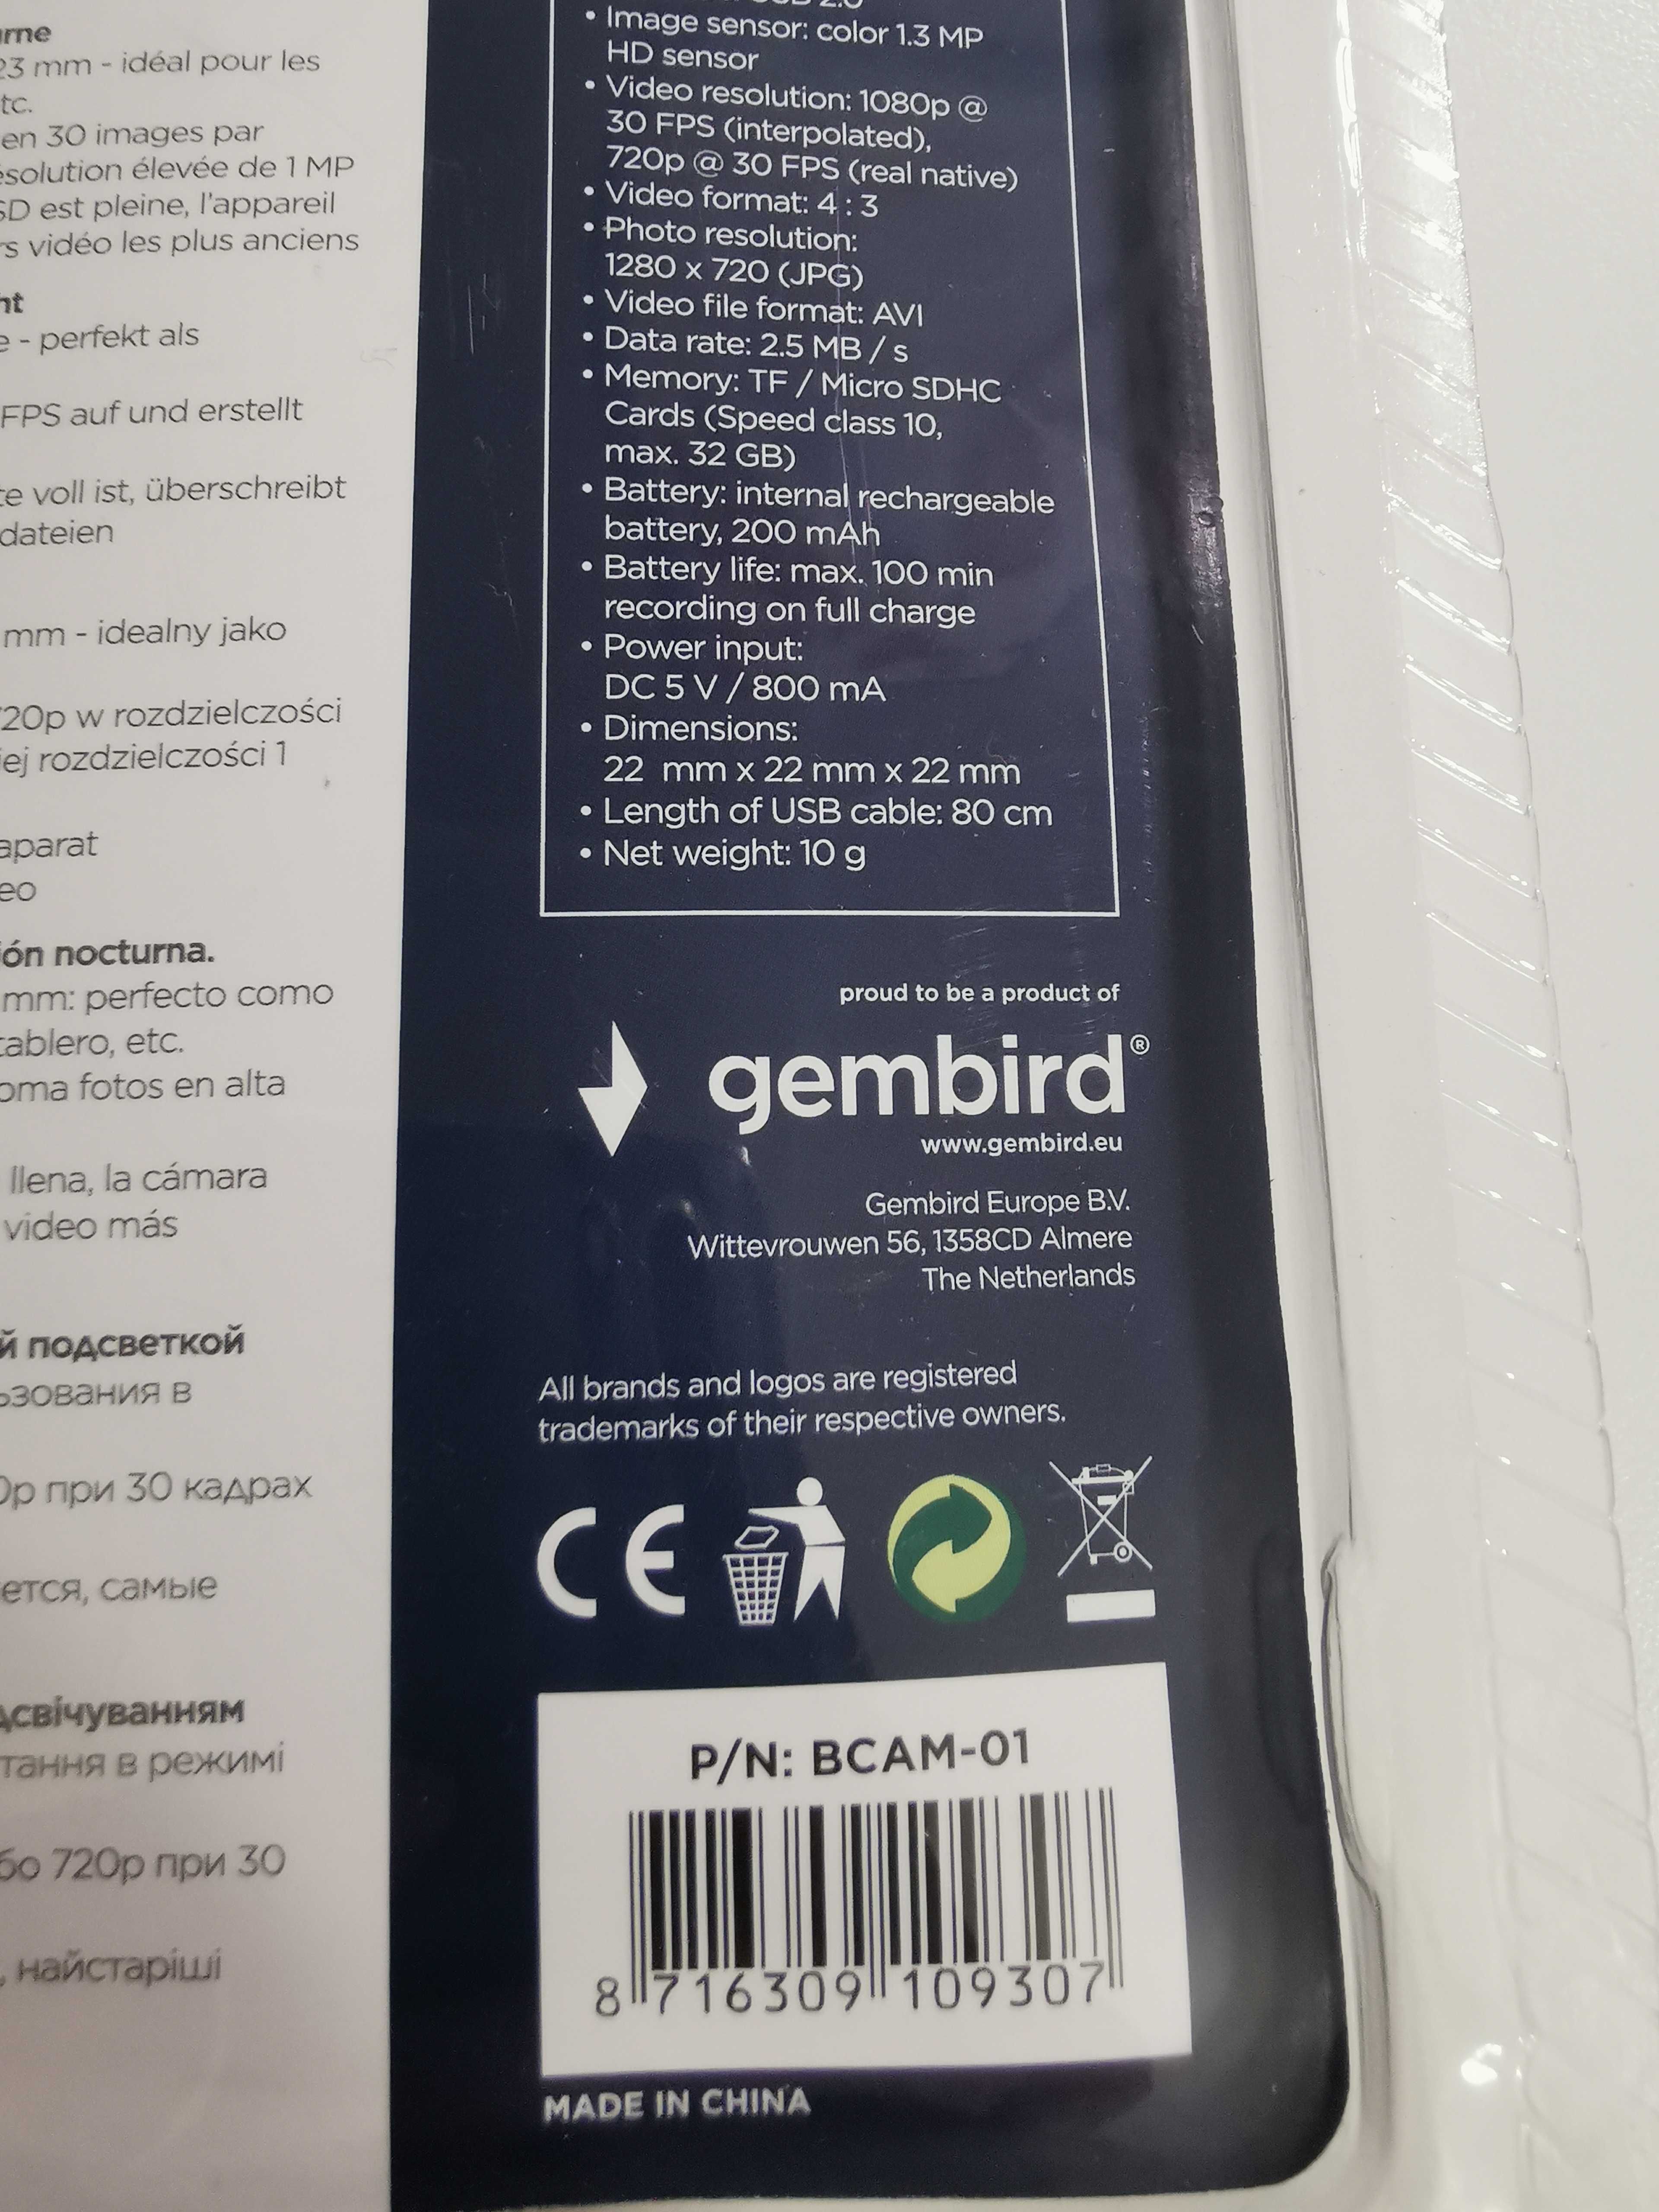 23 mm - idéal pour les
en 30 images par
résolution élevée de 1 MP
SD est pleine, l'appareil
vidéo les plus anciens
- perfekt als
FPS auf und erstellt
voll ist, überschreibt
dateien
mm - idealny jako
720p w rozdzielczości
rozdzielczości 1
aparat
nocturna.
mm: perfecto como
tablero, etc.
fotos en alta
llena, la cámara
video más
подсветкой
в
при 30 кадрах
самые
в режимі
720p при 30
, найстаріші
2.0
• Image sensor: color 1.3 MP
HD sensor
• Video resolution: 1080p @
30 FPS (interpolated),
720p @ 30 FPS (real native)
• Video format: 4 : 3
• Photo resolution:
1280 x 720 (JPG)
• Video file format: AVI
• Data rate: 2.5 MB / s
• Memory: TF / Micro SDHC
Cards (Speed class 10,
max. 32 GB)
• Battery: internal rechargeable
battery, 200 mAh
• Battery life: max. 100 min
recording on full charge
• Power input:
DC 5 V / 800 mA
• Dimensions:
22 mm x 22 mm x 22 mm
• Length of USB cable: 80 cm
• Net weight: 10 g
proud to be a product of
gembird®
www.gembird.eu
Gembird Europe B.V.
Wittevrouwen 56, 1358CD Almere
The Netherlands
All brands and logos are registered
trademarks of their respective owners.
CE
P/N: BCAM-01
8 716309 109307
MADE IN CHINA